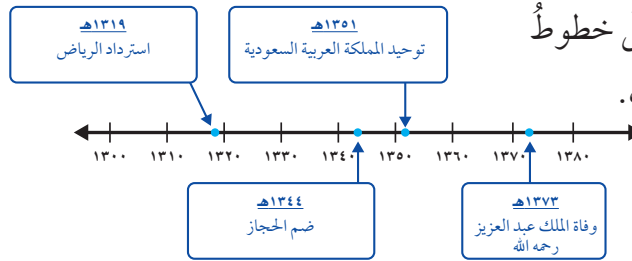 خطوطُ
١٣١٩هـ
استرداد الرياض
١٣٥١هـ
توحيد المملكة العربية السعودية
١٣٠٠ ١٣١٠ ١٣٢٠ ١٣٣٠ ١٣٤٠ ١٣٥٠ ١٣٦٠ ١٣٧٠ ١٣٨٠
١٣٤٤هـ
ضم الحجاز
١٣٧٣هـ
وفاة الملك عبد العزيز
رحمه الله